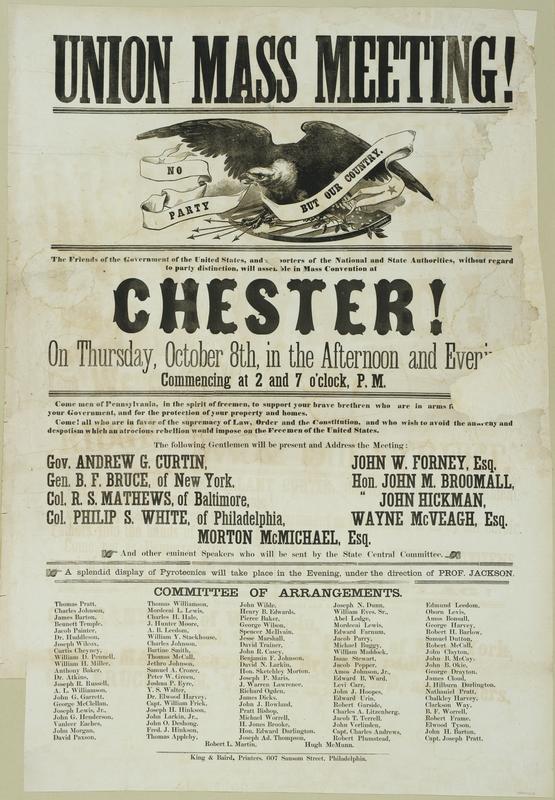 UNION MASS MEETING!
NO
PARTY
BUT OUR COUNTRY.
The Friends of the Government of the United States, and porters of the National and State Authorities, without regard
to party distinction, will assem le in Mass Convention at
CHESTER!
On Thursday, October 8th, in the Afternoon and Eveni
Commencing at 2 and 7 o'clock, P. M.
Come men of Pennsylvania, in the spirit of freemen, to support your brave brethren who are in arms f
your Government, and for the protection of your property and homes.
Come! all who are in favor of the supremacy of Law, Order and the Constitution, and who wish to avoid the anarchy and
despotism which an atrocious rebellion would impose on the Freemen of the United States.
The following Gentlemen will be present and Address the Meeting:
Gov. ANDREW G. CURTIN, JOHN W. FORNEY, Esq.
Gen. B. F. BRUCE, of New York. Hon. JOHN M. BROOMALL,
Col. R. S. MATHEWS, of Baltimore, " JOHN HICKMAN,
Col. PHILIP S. WHITE, of Philadelphia, WAYNE McVEAGH, Esq.
MORTON McMICHAEL, Esq.
And other eminent Speakers who will be sent by the State Central Committee.
A splendid display of Pyrotecnics will take place in the Evening, under the direction of PROF. JACKSON.
COMMITTEE OF ARRANGEMENTS.
Thomas Pratt,
Charles Johnson,
James Barton,
Bennett Temple,
Jacob Painter,
Dr. Huddleson,
Joseph Wilcox,
Curtis Cheyney,
William H. Pennell,
William H. Miller,
Anthony Baker,
Dr. Atkins,
Joseph R. Russell,
A. L. Williamson,
John G. Garrett,
George McClellan,
Joseph Lewis, Jr.,
John G. Henderson,
Vanleer Eaches,
John Morgan,
David Paxson,
Thomas Williamson,
Mordecai L. Lewis,
Charles H. Hale,
J. Hunter Moore,
A. B. Leedom,
William Y. Stackhouse,
Charles Johnson,
Burtine Smith,
Thomas McCall,
Jethro Johnson,
Samuel A. Crozer,
Peter W. Green,
Joshua P. Eyre,
Y. S. Walter,
Dr. Elwood Harvey,
Capt. William Frick,
Joseph H. Hinkson,
John Larkin, Jr.,
John O. Deshong,
Fred. J. Hinkson,
Thomas Appleby,
John Wilde,
Henry B. Edwards,
Pierce Baker,
George Wilson,
Spencer McIlvain,
Jesse Marshall,
David Trainer,
John R. Casey,
Benjamin F. Johnson,
David N. Larkin,
Hon. Sketchley Morton,
Joseph P. Maris,
J. Warren Lawrence,
Richard Ogden,
James Dicks,
John J. Rowland,
Pratt Bishop,
Michael Worrell,
H. Jones Brooke,
Hon. Edward Darlington,
Joseph Ad. Thompson,
Joseph N. Dunn,
William Eves, Sr.,
Abel Lodge,
Mordecai Lewis,
Edward Farnum,
Jacob Parry,
Michael Buggy,
William Maddock,
Isaac Stewart,
Jacob Pepper,
Amos Johnson, Jr.,
Edward B. Ward,
Levi Carr,
John J. Hoopes,
Edward Urin,
Robert Garside,
Charles A. Litzenberg,
Jacob T. Terrell,
John Verlinden,
Capt. Charles Andrews,
Robert Plumstead,
Edmund Leedom,
Oborn Levis,
Amos Bonsall,
George Harvey,
Robert H. Barlow,
Samuel Dutton,
Robert McCall,
John Clayton,
John B. McCay,
John B. Okie,
George Drayton,
James Cloud,
J. Hilburn Darlington,
Nathaniel Pratt,
Chalkley Harvey,
Clarkson Way,
B. F. Worrell,
Robert Frame,
Elwood Tyson,
John H. Barton,
Capt. Joseph Pratt.
Robert L. Martin, Hugh McMunn.
King & Baird, Printers, 607 Sansom Street, Philadelphia.